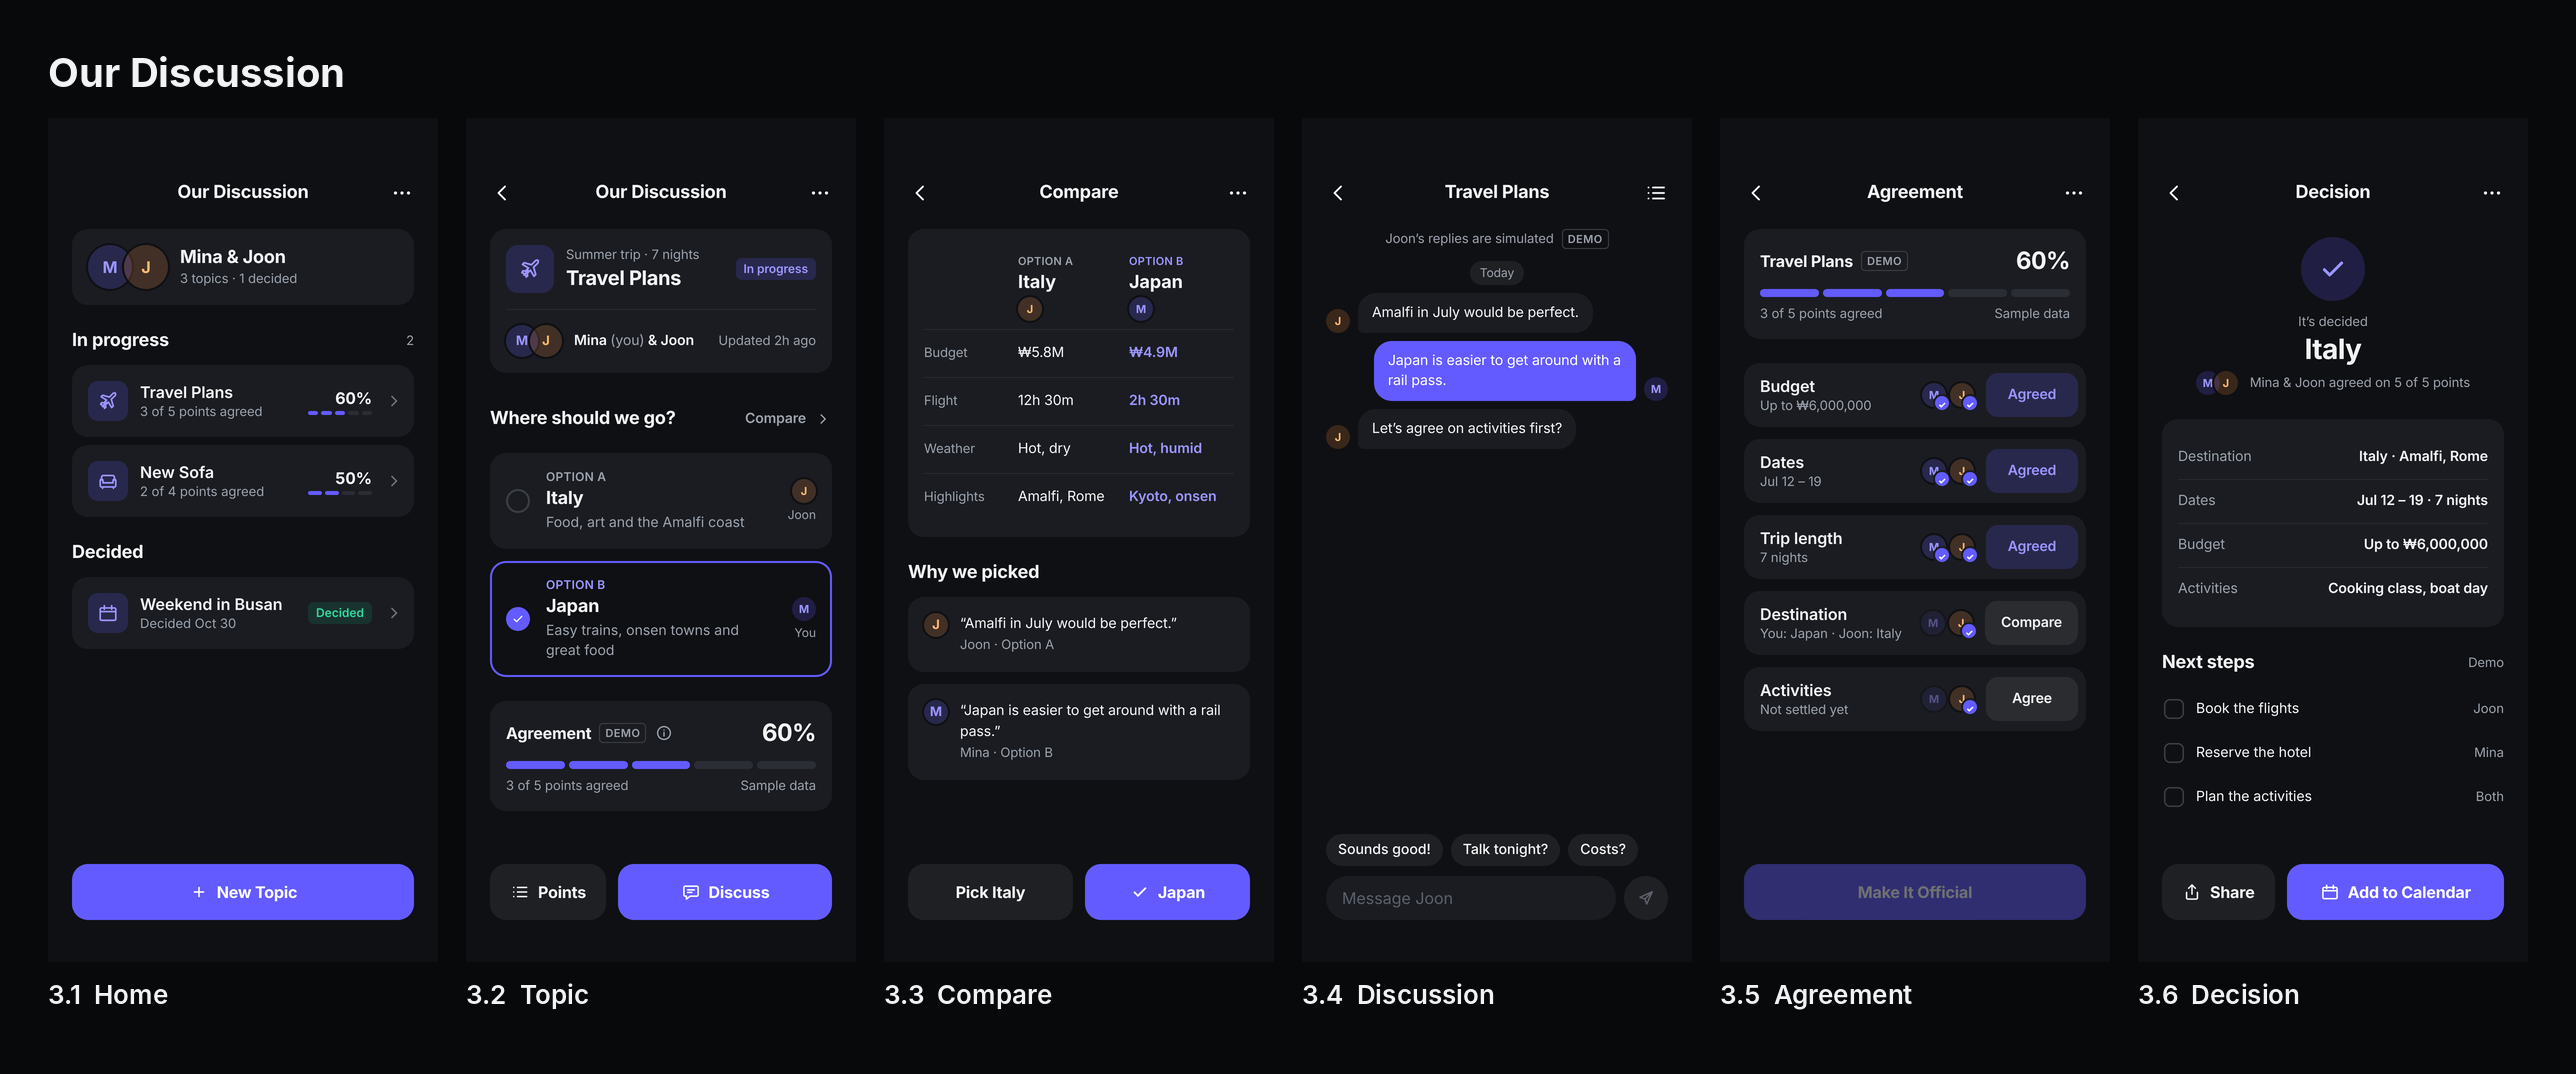 Our Discussion
Our Discussion
M J Mina & Joon
3 topics · 1 decided
In progress 2
Travel Plans 60%
3 of 5 points agreed
New Sofa 50%
2 of 4 points agreed
Decided
Weekend in Busan Decided
Decided Oct 30
+ New Topic
3.1 Home
Our Discussion
Summer trip · 7 nights
Travel Plans In progress
M J Mina (you) & Joon Updated 2h ago
Where should we go? Compare
OPTION A
Italy J
Food, art and the Amalfi coast Joon
OPTION B
Japan M
Easy trains, onsen towns and You
great food
Agreement DEMO 60%
3 of 5 points agreed Sample data
Points Discuss
3.2 Topic
Compare
OPTION A OPTION B
Italy Japan
J M
Budget ₩5.8M ₩4.9M
Flight 12h 30m 2h 30m
Weather Hot, dry Hot, humid
Highlights Amalfi, Rome Kyoto, onsen
Why we picked
J “Amalfi in July would be perfect.”
Joon · Option A
M “Japan is easier to get around with a rail
pass.”
Mina · Option B
Pick Italy Japan
3.3 Compare
Travel Plans
Joon’s replies are simulated DEMO
Today
J Amalfi in July would be perfect.
Japan is easier to get around with a
rail pass. M
J Let’s agree on activities first?
Sounds good! Talk tonight? Costs?
Message Joon
3.4 Discussion
Agreement
Travel Plans DEMO 60%
3 of 5 points agreed Sample data
Budget M J Agreed
Up to ₩6,000,000
Dates M J Agreed
Jul 12 – 19
Trip length M J Agreed
7 nights
Destination M J Compare
You: Japan · Joon: Italy
Activities M J Agree
Not settled yet
Make It Official
3.5 Agreement
Decision
It’s decided
Italy
M J Mina & Joon agreed on 5 of 5 points
Destination Italy · Amalfi, Rome
Dates Jul 12 – 19 · 7 nights
Budget Up to ₩6,000,000
Activities Cooking class, boat day
Next steps Demo
Book the flights Joon
Reserve the hotel Mina
Plan the activities Both
Share Add to Calendar
3.6 Decision